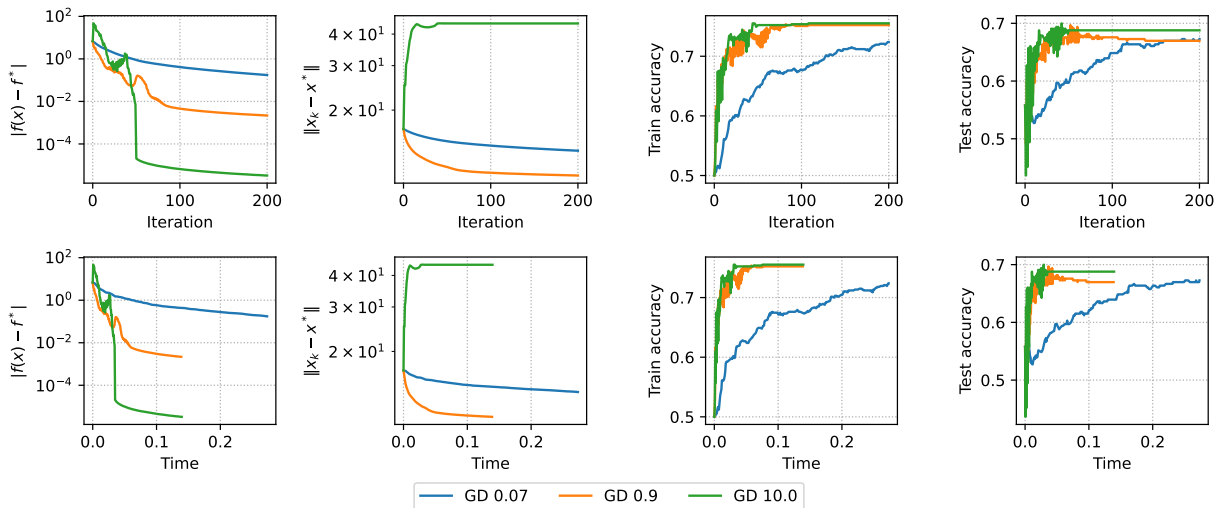 |f(x) − f*|
10²
10⁰
10⁻²
10⁻⁴
0
100
200
Iteration
‖x_k − x*‖
4 × 10¹
3 × 10¹
2 × 10¹
0
100
200
Iteration
Train accuracy
0.7
0.6
0.5
0
100
200
Iteration
Test accuracy
0.7
0.6
0.5
0
100
200
Iteration
|f(x) − f*|
10²
10⁰
10⁻²
10⁻⁴
0.0
0.1
0.2
Time
‖x_k − x*‖
4 × 10¹
3 × 10¹
2 × 10¹
0.0
0.1
0.2
Time
Train accuracy
0.7
0.6
0.5
0.0
0.1
0.2
Time
Test accuracy
0.7
0.6
0.5
0.0
0.1
0.2
Time
GD 0.07
GD 0.9
GD 10.0